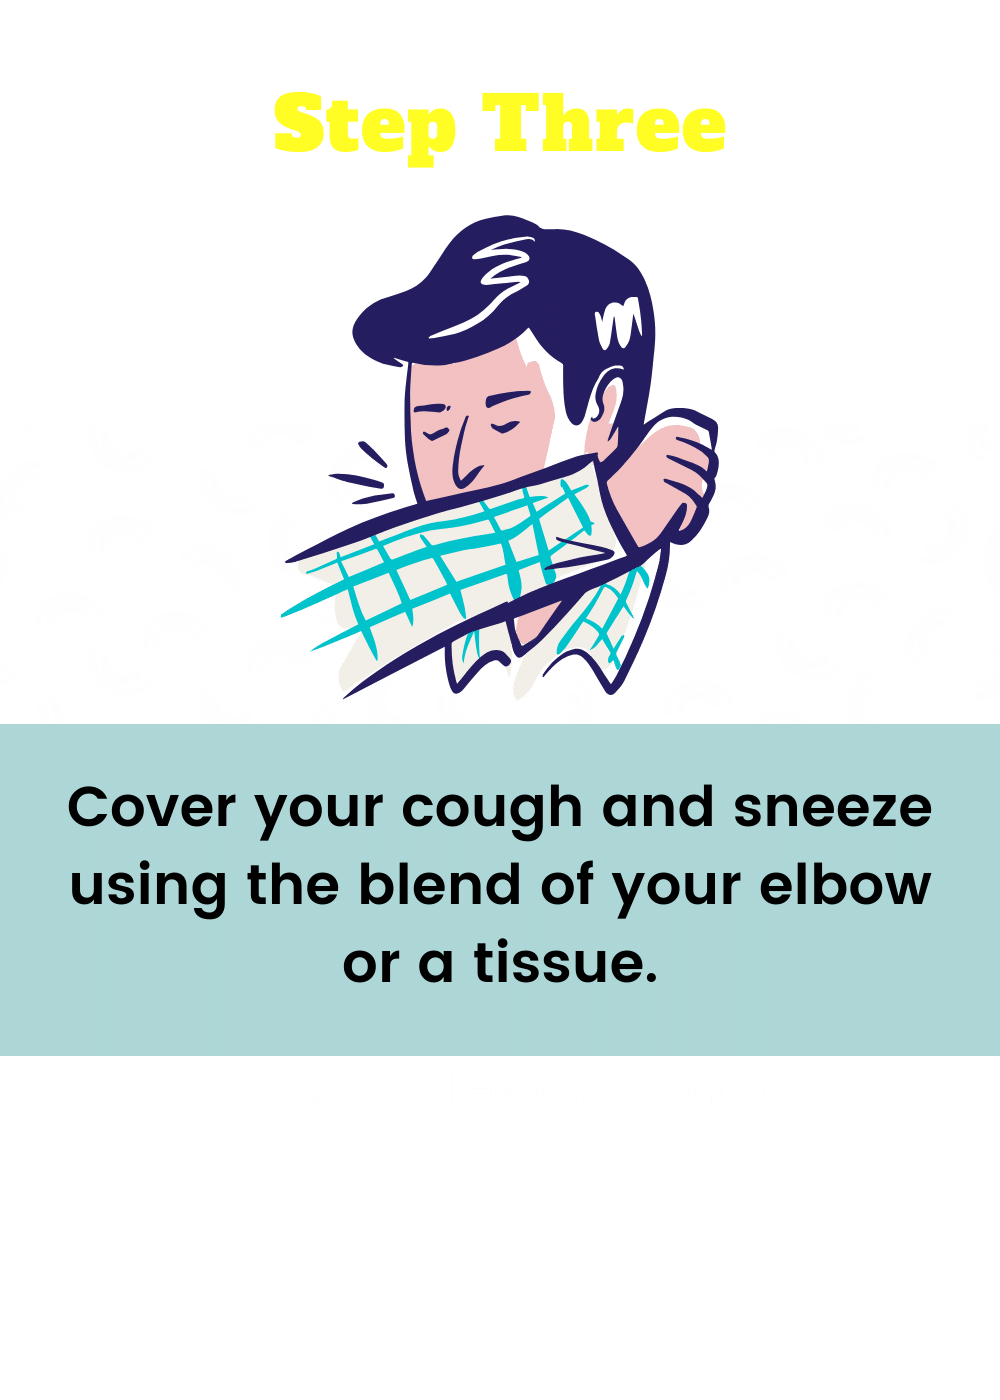 Step Three
Cover your cough and sneeze
using the blend of your elbow
or a tissue.